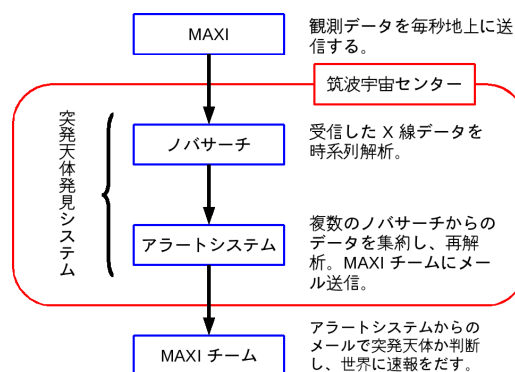 MAXI
観測データを毎秒地上に送
信する。
筑波宇宙センター
突発天体発見システム
ノバサーチ
受信した X 線データを
時系列解析。
アラートシステム
複数のノバサーチからの
データを集約し、再解
析。MAXI チームにメー
ル送信。
MAXI チーム
アラートシステムからの
メールで突発天体か判断
し、世界に速報をだす。